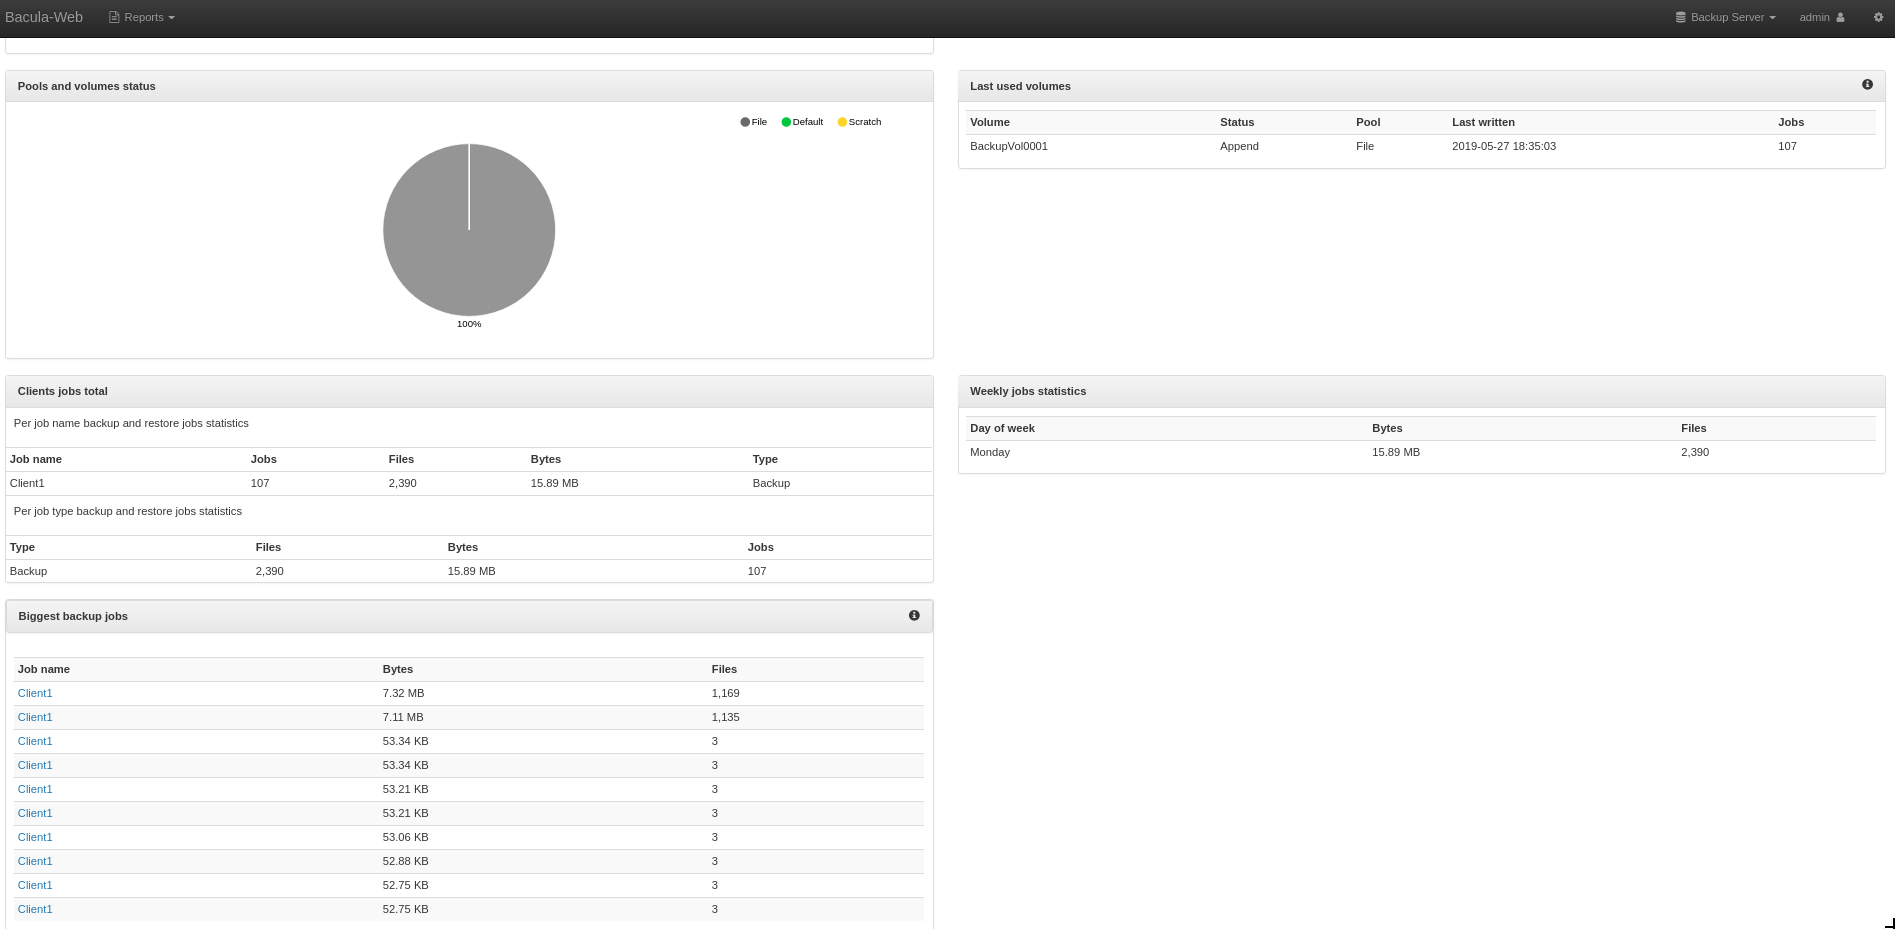 Bacula-Web Reports Backup Server admin
Pools and volumes status
File Default Scratch
100%
Last used volumes
Volume Status Pool Last written Jobs
BackupVol0001 Append File 2019-05-27 18:35:03 107
Clients jobs total
Per job name backup and restore jobs statistics
Job name Jobs Files Bytes Type
Client1 107 2,390 15.89 MB Backup
Per job type backup and restore jobs statistics
Type Files Bytes Jobs
Backup 2,390 15.89 MB 107
Weekly jobs statistics
Day of week Bytes Files
Monday 15.89 MB 2,390
Biggest backup jobs
Job name Bytes Files
Client1 7.32 MB 1,169
Client1 7.11 MB 1,135
Client1 53.34 KB 3
Client1 53.34 KB 3
Client1 53.21 KB 3
Client1 53.21 KB 3
Client1 53.06 KB 3
Client1 52.88 KB 3
Client1 52.75 KB 3
Client1 52.75 KB 3